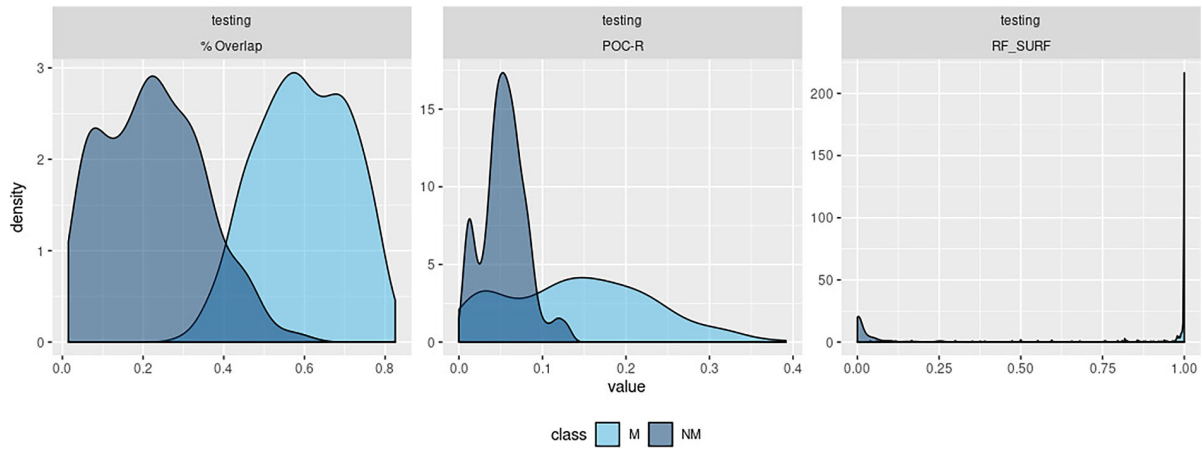 testing
% Overlap
testing
POC-R
testing
RF_SURF
density
3
2
1
0
0.0 0.2 0.4 0.6 0.8
15
10
5
0
0.0 0.1 0.2 0.3 0.4
200
150
100
50
0
0.00 0.25 0.50 0.75 1.00
value
class M NM